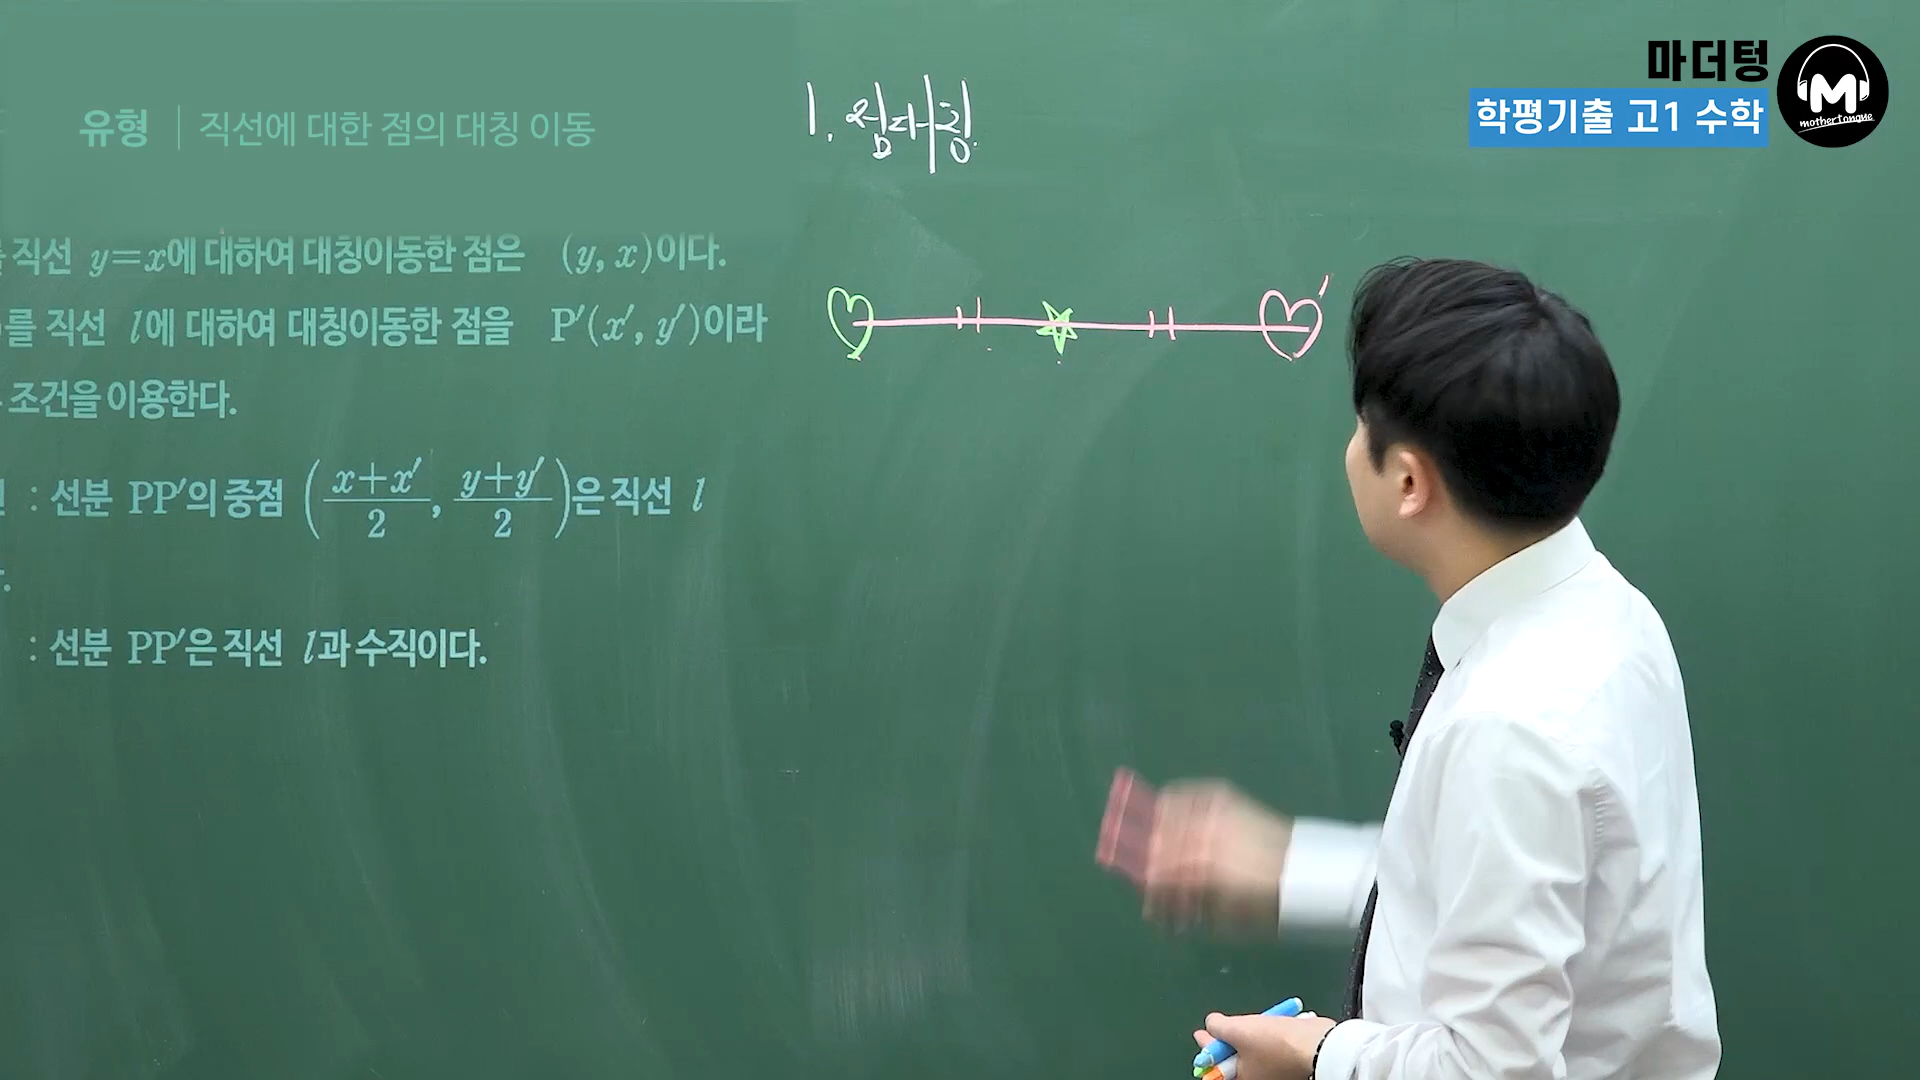 마더텅
학평기출 고1 수학
mothertongue
유형 | 직선에 대한 점의 대칭 이동
1. 점대칭.
직선 y=x에 대하여 대칭이동한 점은 (y, x)이다.
를 직선 l에 대하여 대칭이동한 점을 P′(x′, y′)이라
조건을 이용한다.
: 선분 PP′의 중점 ((x+x′)/2, (y+y′)/2)은 직선 l
: 선분 PP′은 직선 l과 수직이다.